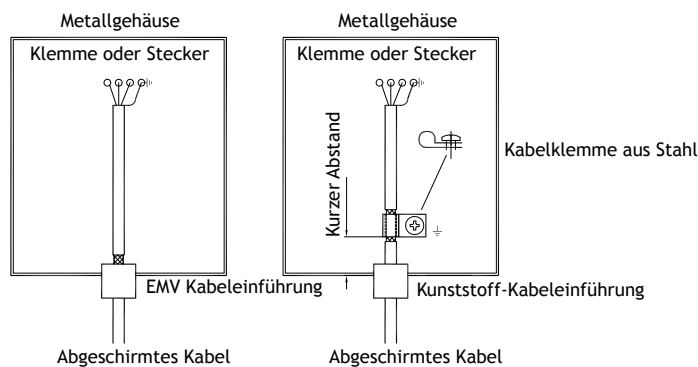 Metallgehäuse
Klemme oder Stecker
EMV Kabeleinführung
Abgeschirmtes Kabel
Metallgehäuse
Klemme oder Stecker
Kurzer Abstand
Kabelklemme aus Stahl
Kunststoff-Kabeleinführung
Abgeschirmtes Kabel